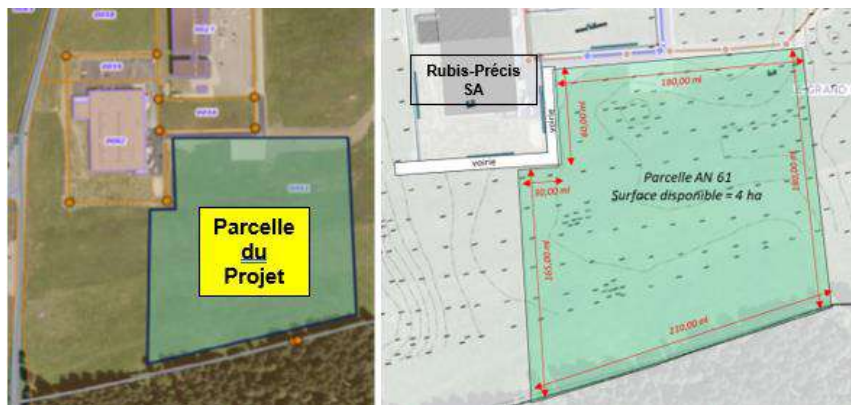 Parcelle
du
Projet
Rubis-Précis
SA
180,00 ml
E GRAND
60,00 ml
voirie
voirie
30,00 ml
Parcelle AN 61
Surface disponible = 4 ha
180,00 ml
165,00 ml
210,00 ml